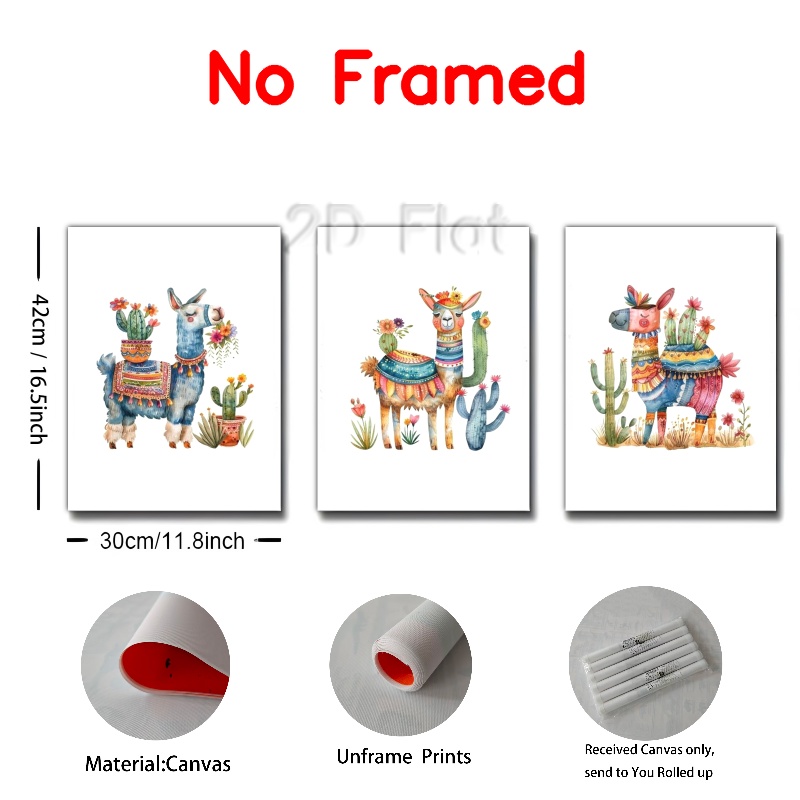 No Framed
2D Flat
42cm / 16.5inch
30cm/11.8inch
Material:Canvas
Unframe Prints
Received Canvas only,
send to You Rolled up